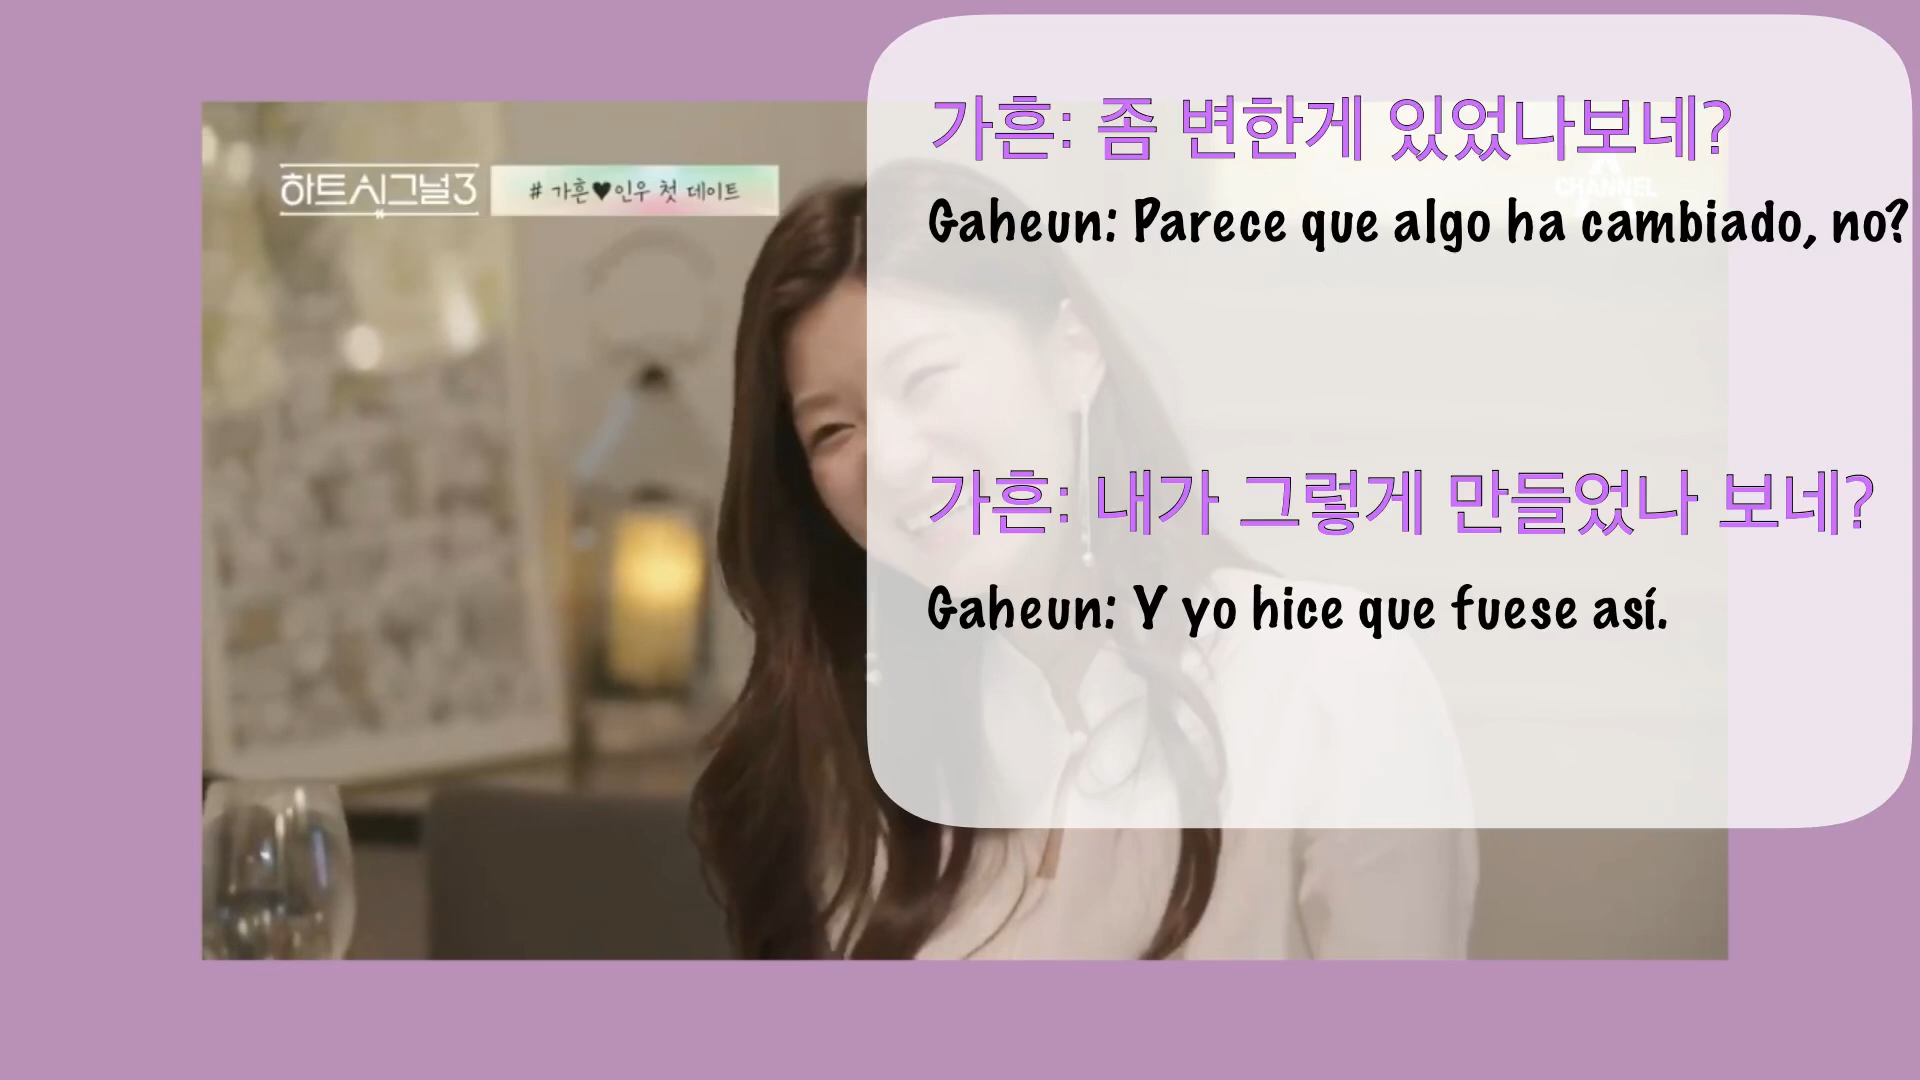 하트시그널3
# 가흔♥인우 첫 데이트
가흔: 좀 변한게 있었나보네?
CHANNEL A
Gaheun: Parece que algo ha cambiado, no?
가흔: 내가 그렇게 만들었나 보네?
Gaheun: Y yo hice que fuese así.